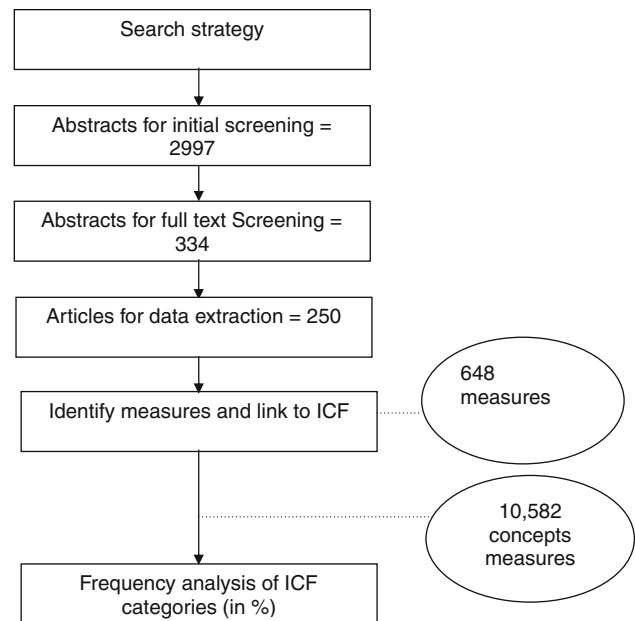 Search strategy
Abstracts for initial screening =
2997
Abstracts for full text Screening =
334
Articles for data extraction = 250
Identify measures and link to ICF
648
measures
10,582
concepts
measures
Frequency analysis of ICF
categories (in %)